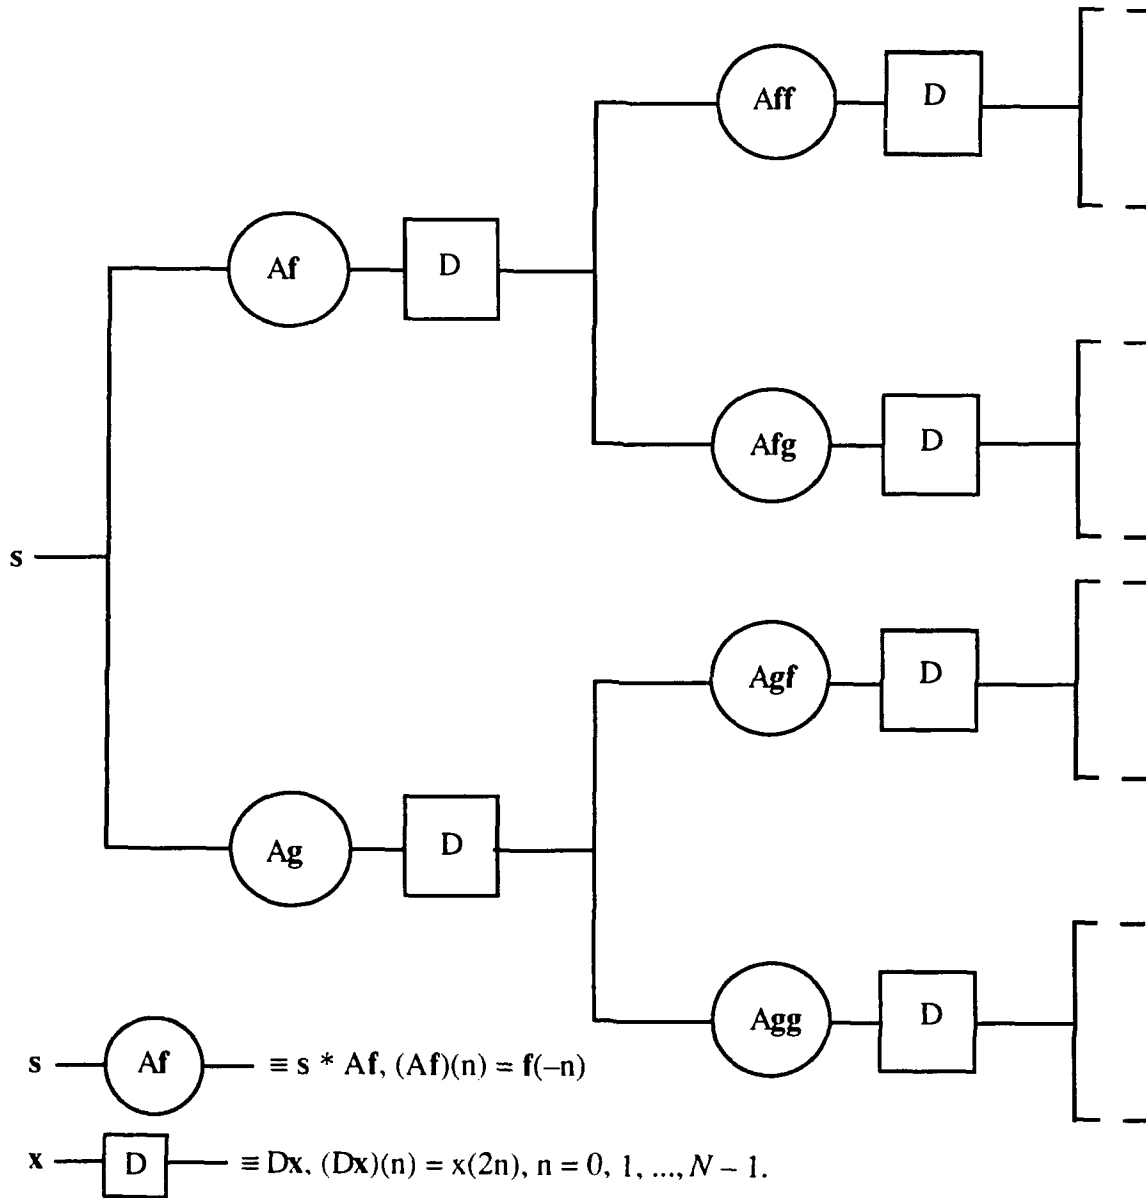 Aff D
Af D
Afg D
s
Agf D
Ag D
Agg D
s Af ≡ s * Af, (Af)(n) = f(–n)
x D ≡ Dx, (Dx)(n) = x(2n), n = 0, 1, ..., N – 1.